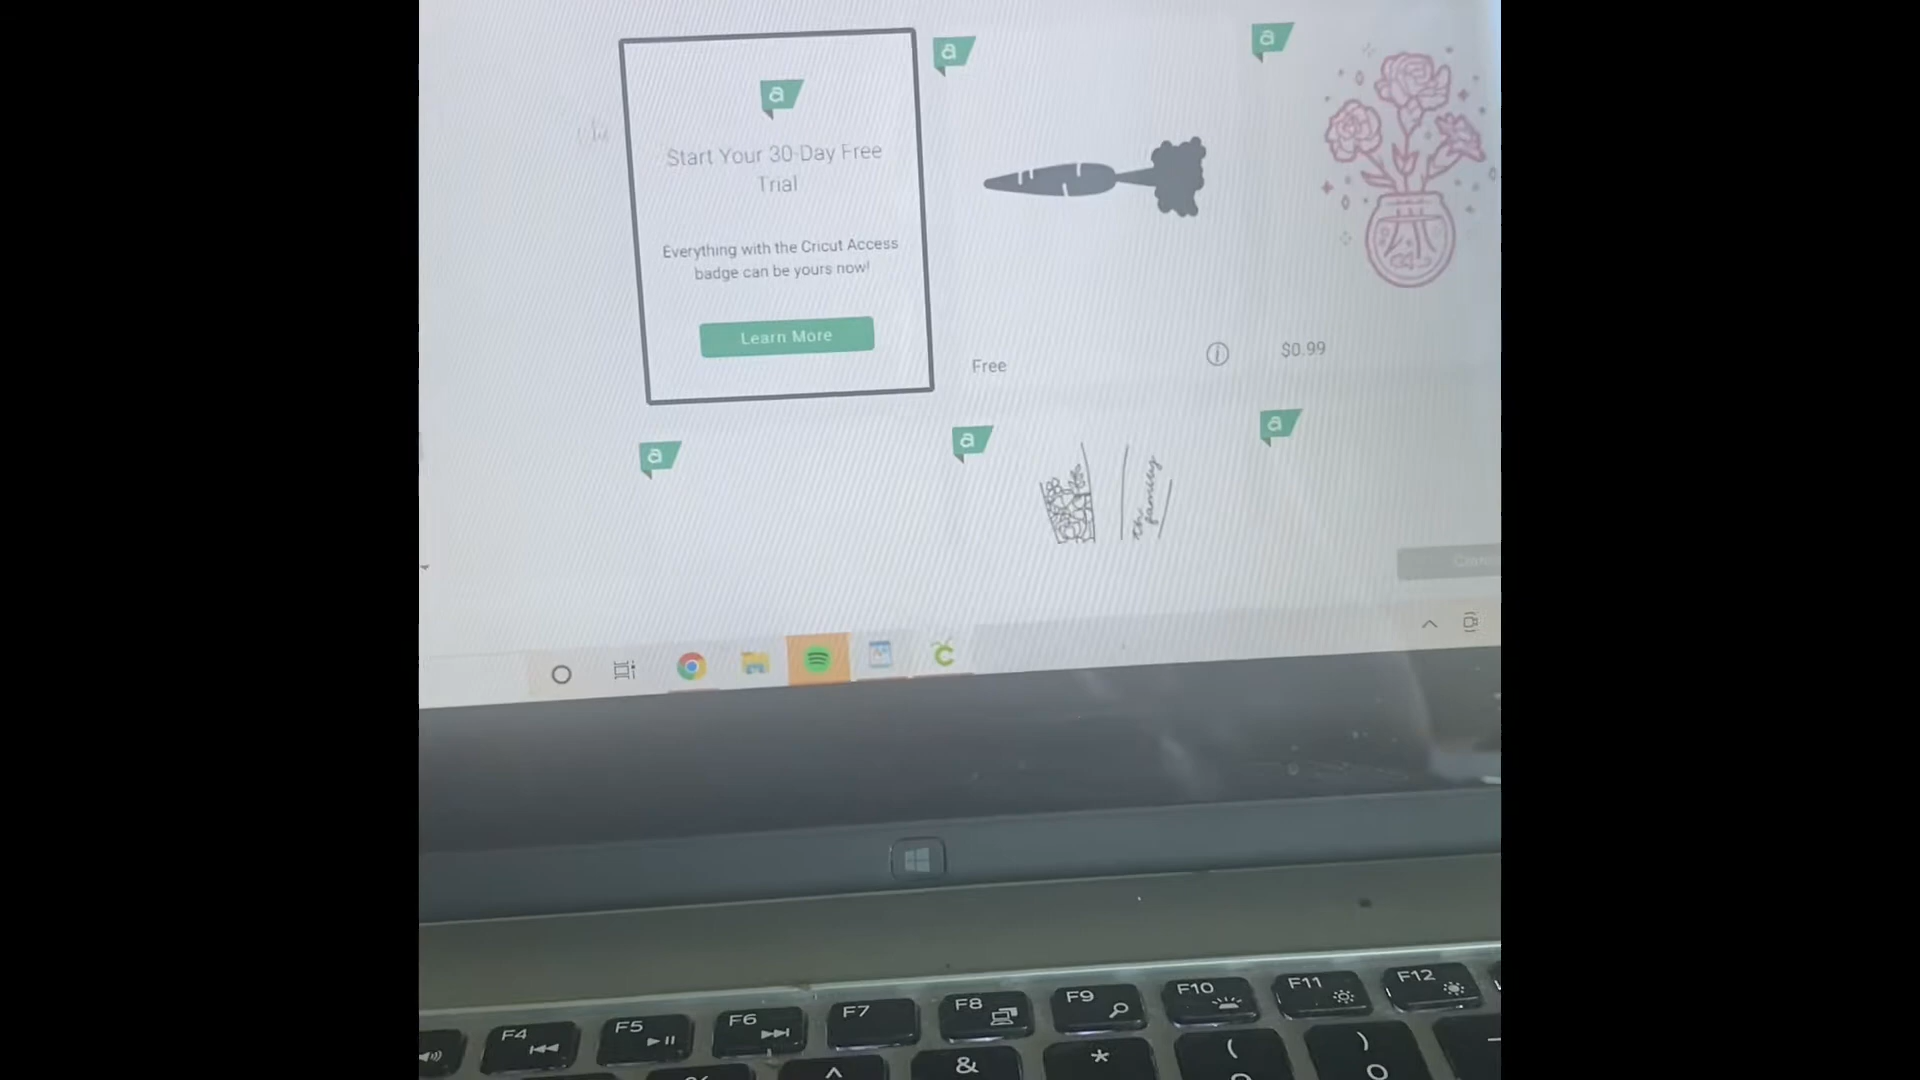 a
a
a
Start Your 30-Day Free
Trial
Everything with the Cricut Access
badge can be yours now!
Learn More
Free
$0.99
a
a
a
family
F4
F5
F6
F7
F8
F9
F10
F11
F12
^
&
*
(
)